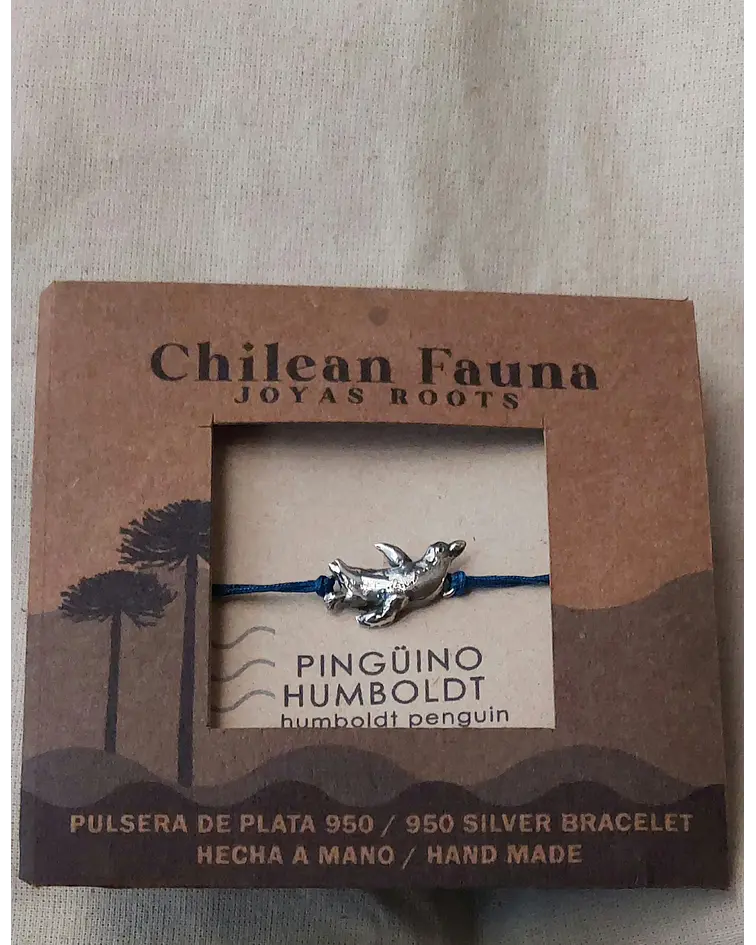 Chilean Fauna
JOYAS ROOTS
PINGÜINO
HUMBOLDT
humboldt penguin
PULSERA DE PLATA 950 / 950 SILVER BRACELET
HECHA A MANO / HAND MADE